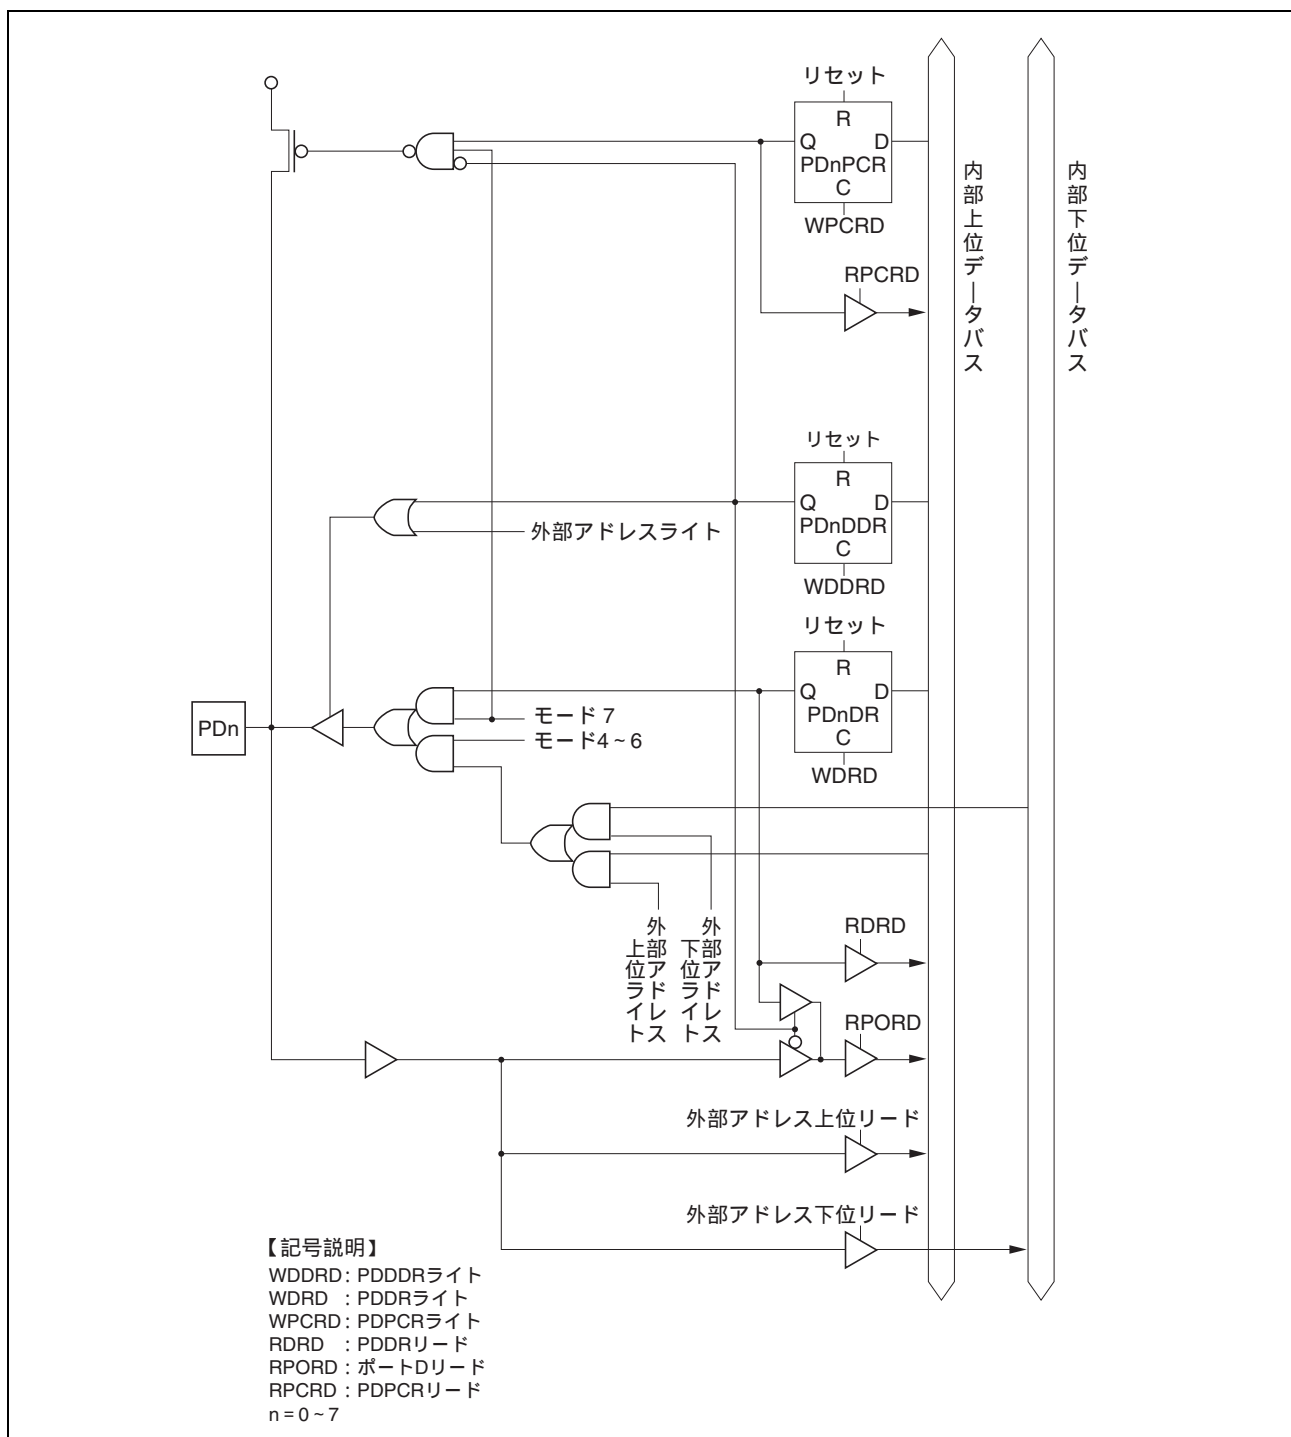 リセット
R
Q D
PDnPCR
C
WPCRD
内部上位データバス
内部下位データバス
RPCRD
リセット
R
Q D
PDnDDR
C
WDDRD
外部アドレスライト
リセット
R
Q D
PDnDR
C
WDRD
PDn
モード 7
モード4 ~ 6
外部アドレス
上位ライト
外部アドレス
下位ライト
RDRD
RPORD
外部アドレス上位リード
外部アドレス下位リード
【記号説明】
WDDRD : PDDDRライト
WDRD : PDDRライト
WPCRD : PDPCRライト
RDRD : PDDRリード
RPORD : ポートDリード
RPCRD : PDPCRリード
n = 0 ~ 7